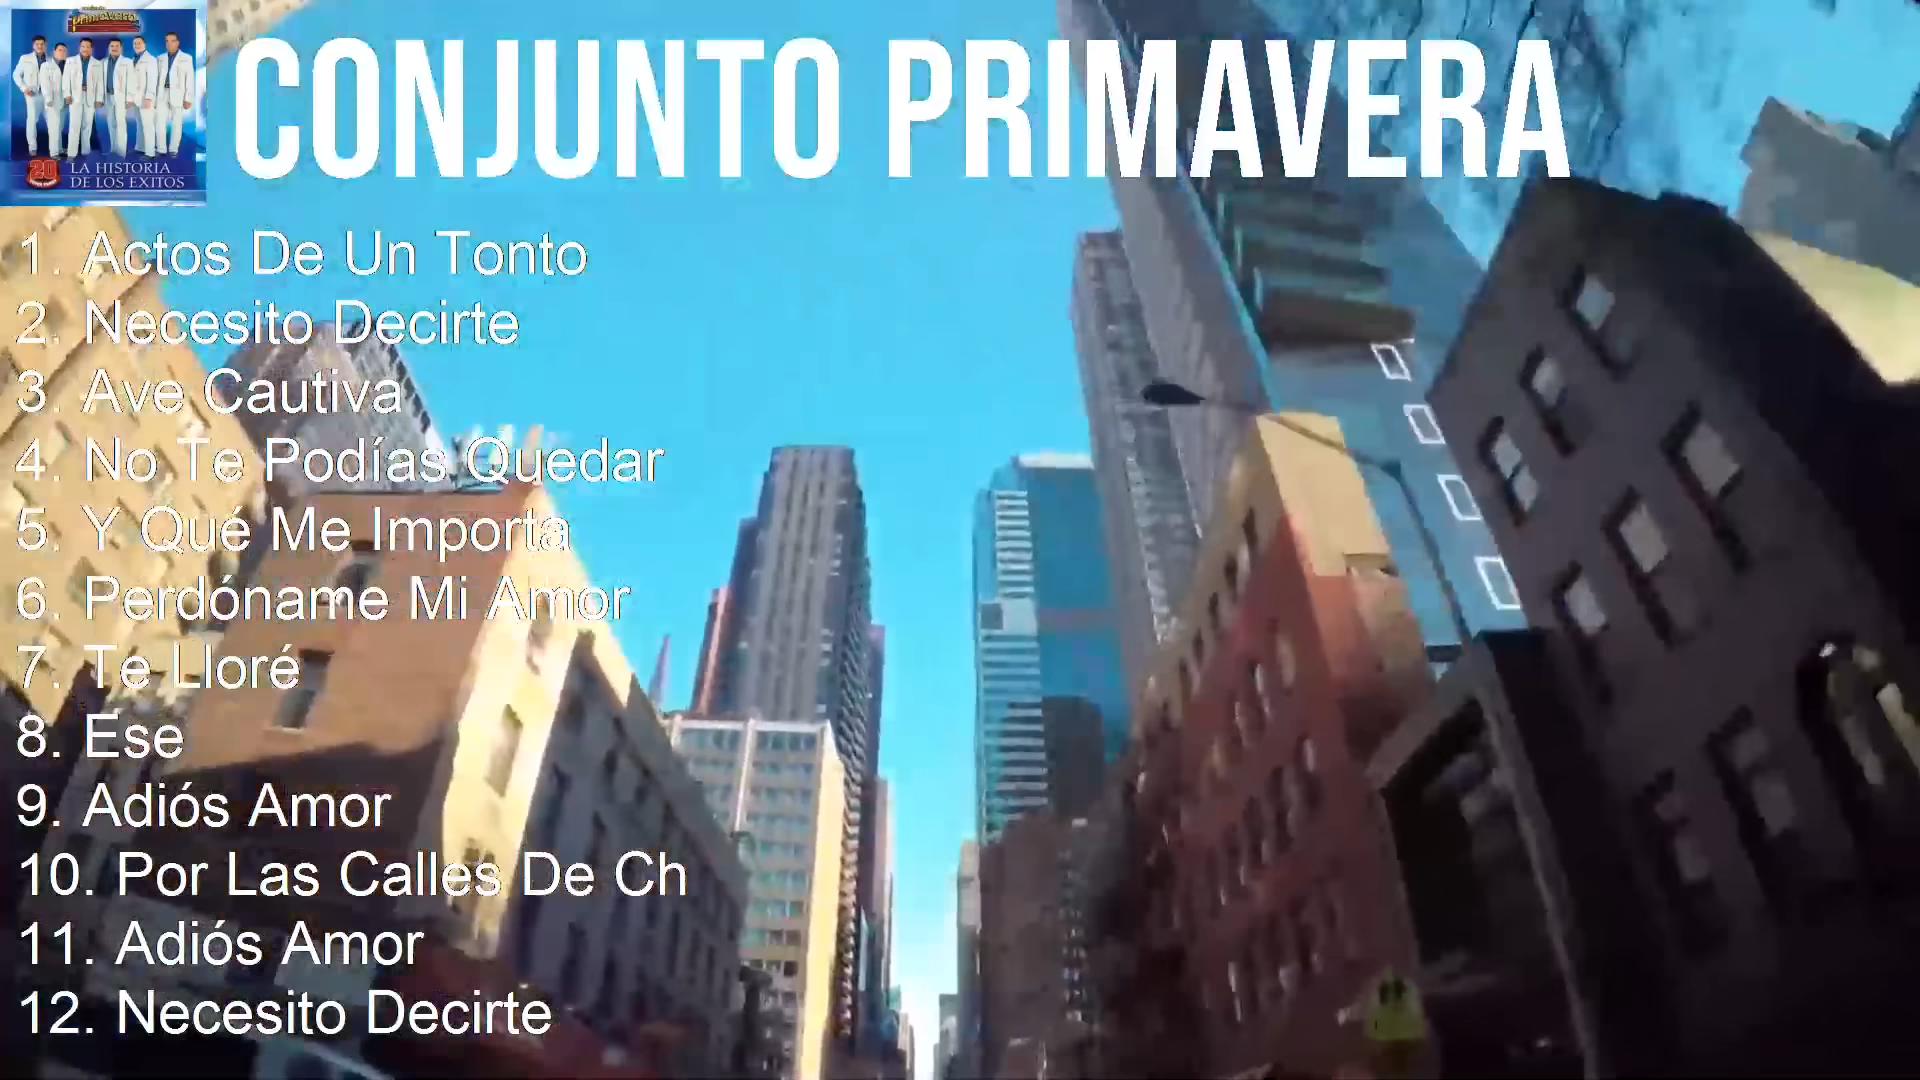 PRIMAVERA
20
LA HISTORIA
DE LOS EXITOS
CONJUNTO PRIMAVERA
1. Actos De Un Tonto
2. Necesito Decirte
3. Ave Cautiva
4. No Te Podías Quedar
5. Y Qué Me Importa
6. Perdóname Mi Amor
7. Te Lloré
8. Ese
9. Adiós Amor
10. Por Las Calles De Ch
11. Adiós Amor
12. Necesito Decirte